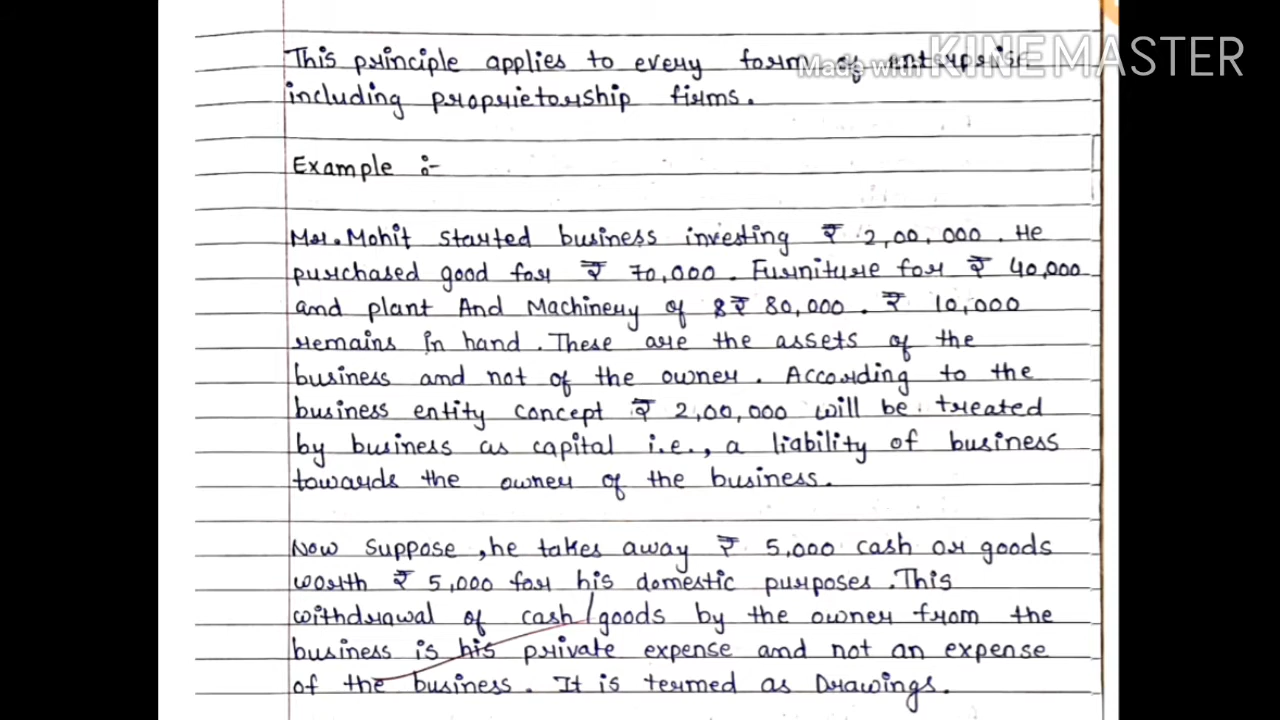 This principle applies to every form of enterprise
Made with KINEMASTER
including proprietorship firms.
Example :-
Mr. Mohit started business investing ₹ 2,00,000. He
purchased good for ₹ 70,000. Furniture for ₹ 40,000
and plant And Machinery of ₹ 80,000. ₹ 10,000
remains in hand. These are the assets of the
business and not of the owner. According to the
business entity concept ₹ 2,00,000 will be treated
by business as capital i.e., a liability of business
towards the owner of the business.
Now suppose, he takes away ₹ 5,000 cash or goods
worth ₹ 5,000 for his domestic purposes. This
withdrawal of cash/goods by the owner from the
business is his private expense and not an expense
of the business. It is termed as Drawings.